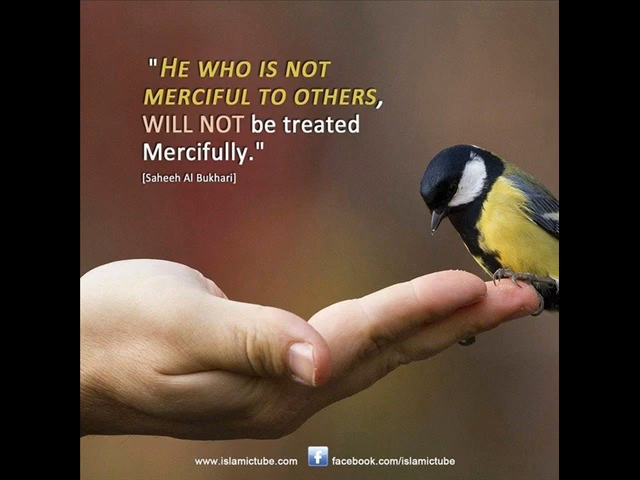 "HE WHO IS NOT
MERCIFUL TO OTHERS,
WILL NOT be treated
Mercifully."
[Saheeh Al Bukhari]
www.islamictube.com f facebook.com/islamictube